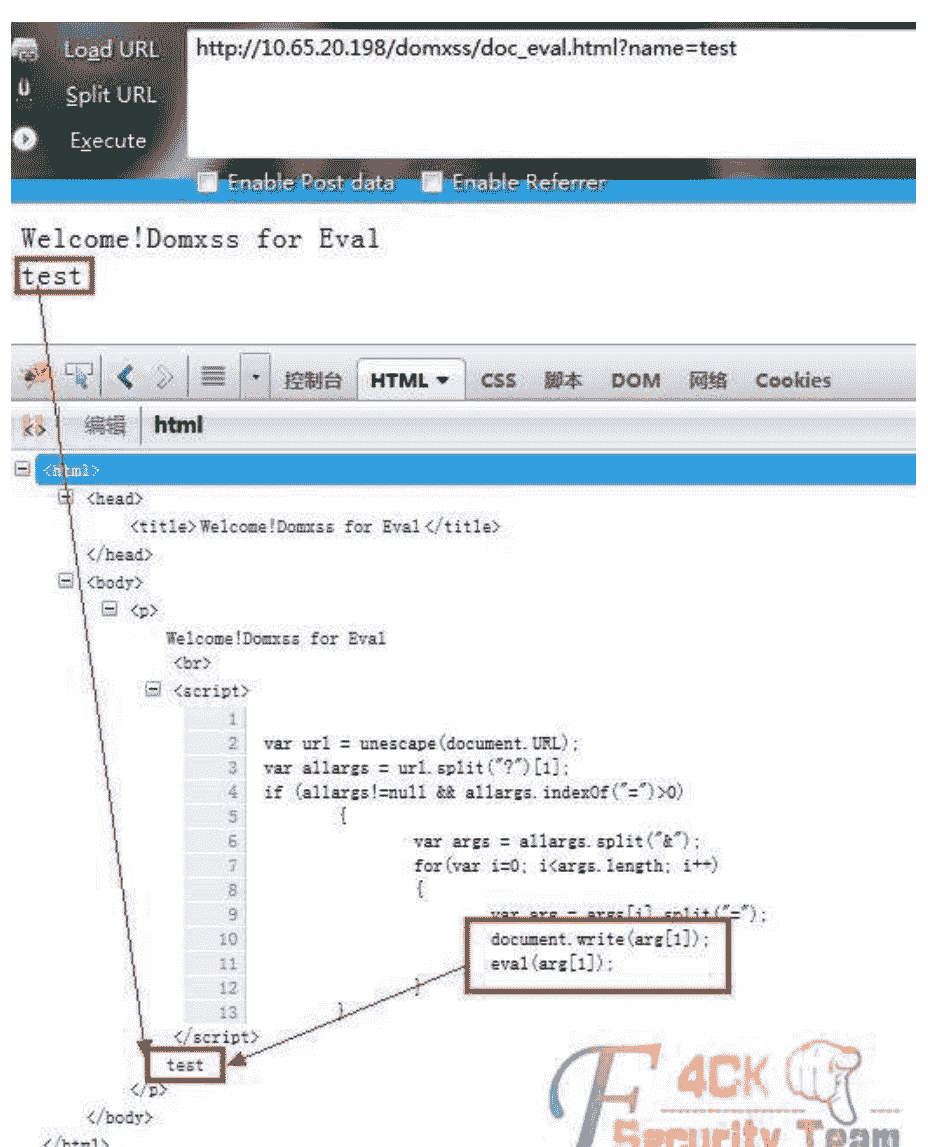 Load URL
http://10.65.20.198/domxss/doc_eval.html?name=test
Split URL
Execute
Enable Post data Enable Referrer
Welcome!Domxss for Eval
test
控制台 HTML CSS 脚本 DOM 网络 Cookies
编辑 html
<html>
<head>
<title>Welcome!Domxss for Eval</title>
</head>
<body>
<p>
Welcome!Domxss for Eval
<br>
<script>
1
2 var url = unescape(document.URL);
3 var allargs = url.split("?")[1];
4 if (allargs!=null && allargs.indexOf("=")>0)
5 {
6 var args = allargs.split("&");
7 for(var i=0; i<args.length; i++)
8 {
9 var arg = args[i].split("=");
10 document.write(arg[1]);
11 eval(arg[1]);
12 }
13 }
</script>
test
</p>
</body>
</html>
F4CK
Security Team